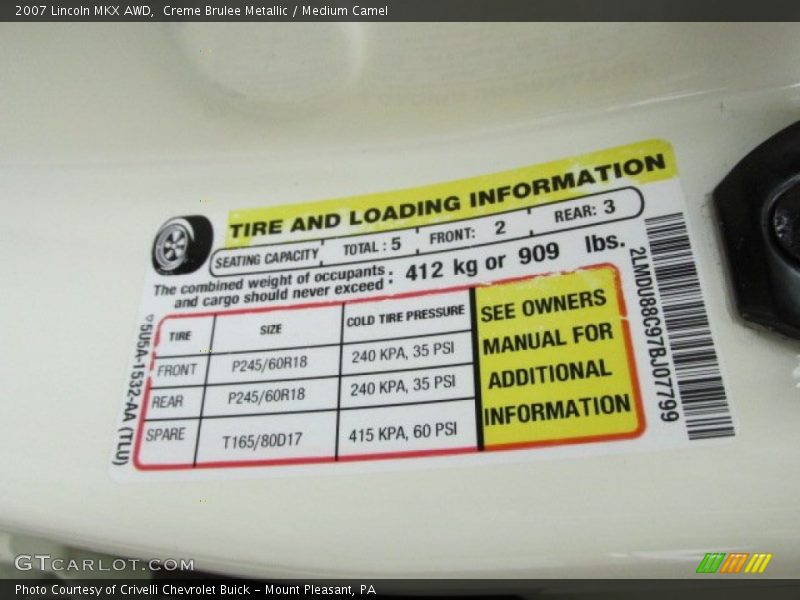 2007 Lincoln MKX AWD,  Creme Brulee Metallic / Medium Camel
TIRE AND LOADING INFORMATION
SEATING CAPACITY TOTAL : 5 FRONT: 2 REAR: 3
The combined weight of occupants
and cargo should never exceed : 412 kg or 909 lbs.
TIRE SIZE COLD TIRE PRESSURE
FRONT P245/60R18 240 KPA, 35 PSI
REAR P245/60R18 240 KPA, 35 PSI
SPARE T165/80D17 415 KPA, 60 PSI
SEE OWNERS
MANUAL FOR
ADDITIONAL
INFORMATION
5U5A-1532-AA (TLU)
2LMDU88C97BJ07799
GTCARLOT.COM
Photo Courtesy of Crivelli Chevrolet Buick - Mount Pleasant, PA